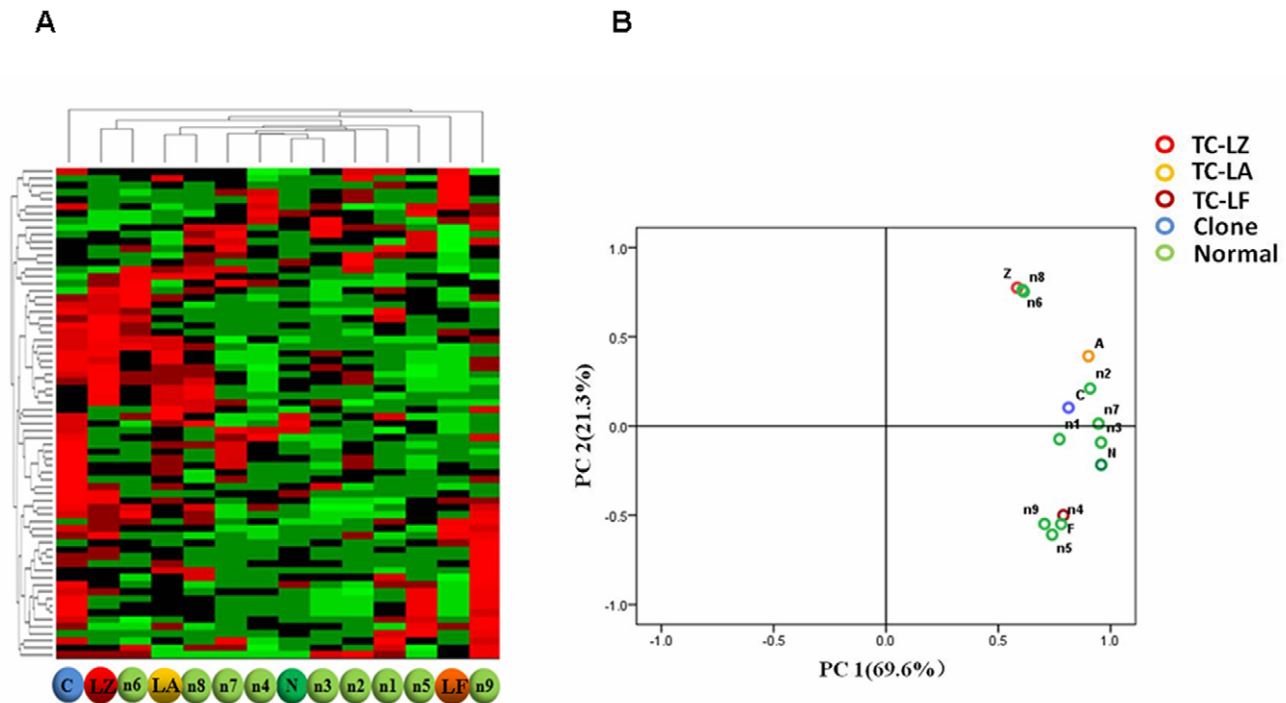 A
B
C LZ n6 LA n8 n7 n4 N n3 n2 n1 n5 LF n9
TC-LZ
TC-LA
TC-LF
Clone
Normal
1.0
0.5
0.0
-0.5
-1.0
PC 2(21.3%)
Z
n8
n6
A
n2
C
n7
n1
n3
N
n9
n4
F
n5
-1.0 -0.5 0.0 0.5 1.0
PC 1(69.6%)